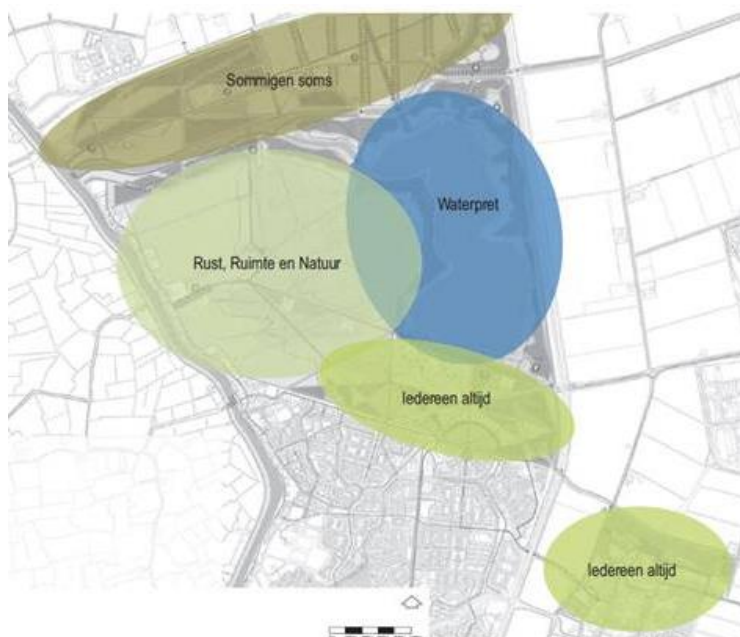 Sommigen soms
Waterpret
Rust, Ruimte en Natuur
Iedereen altijd
Iedereen altijd